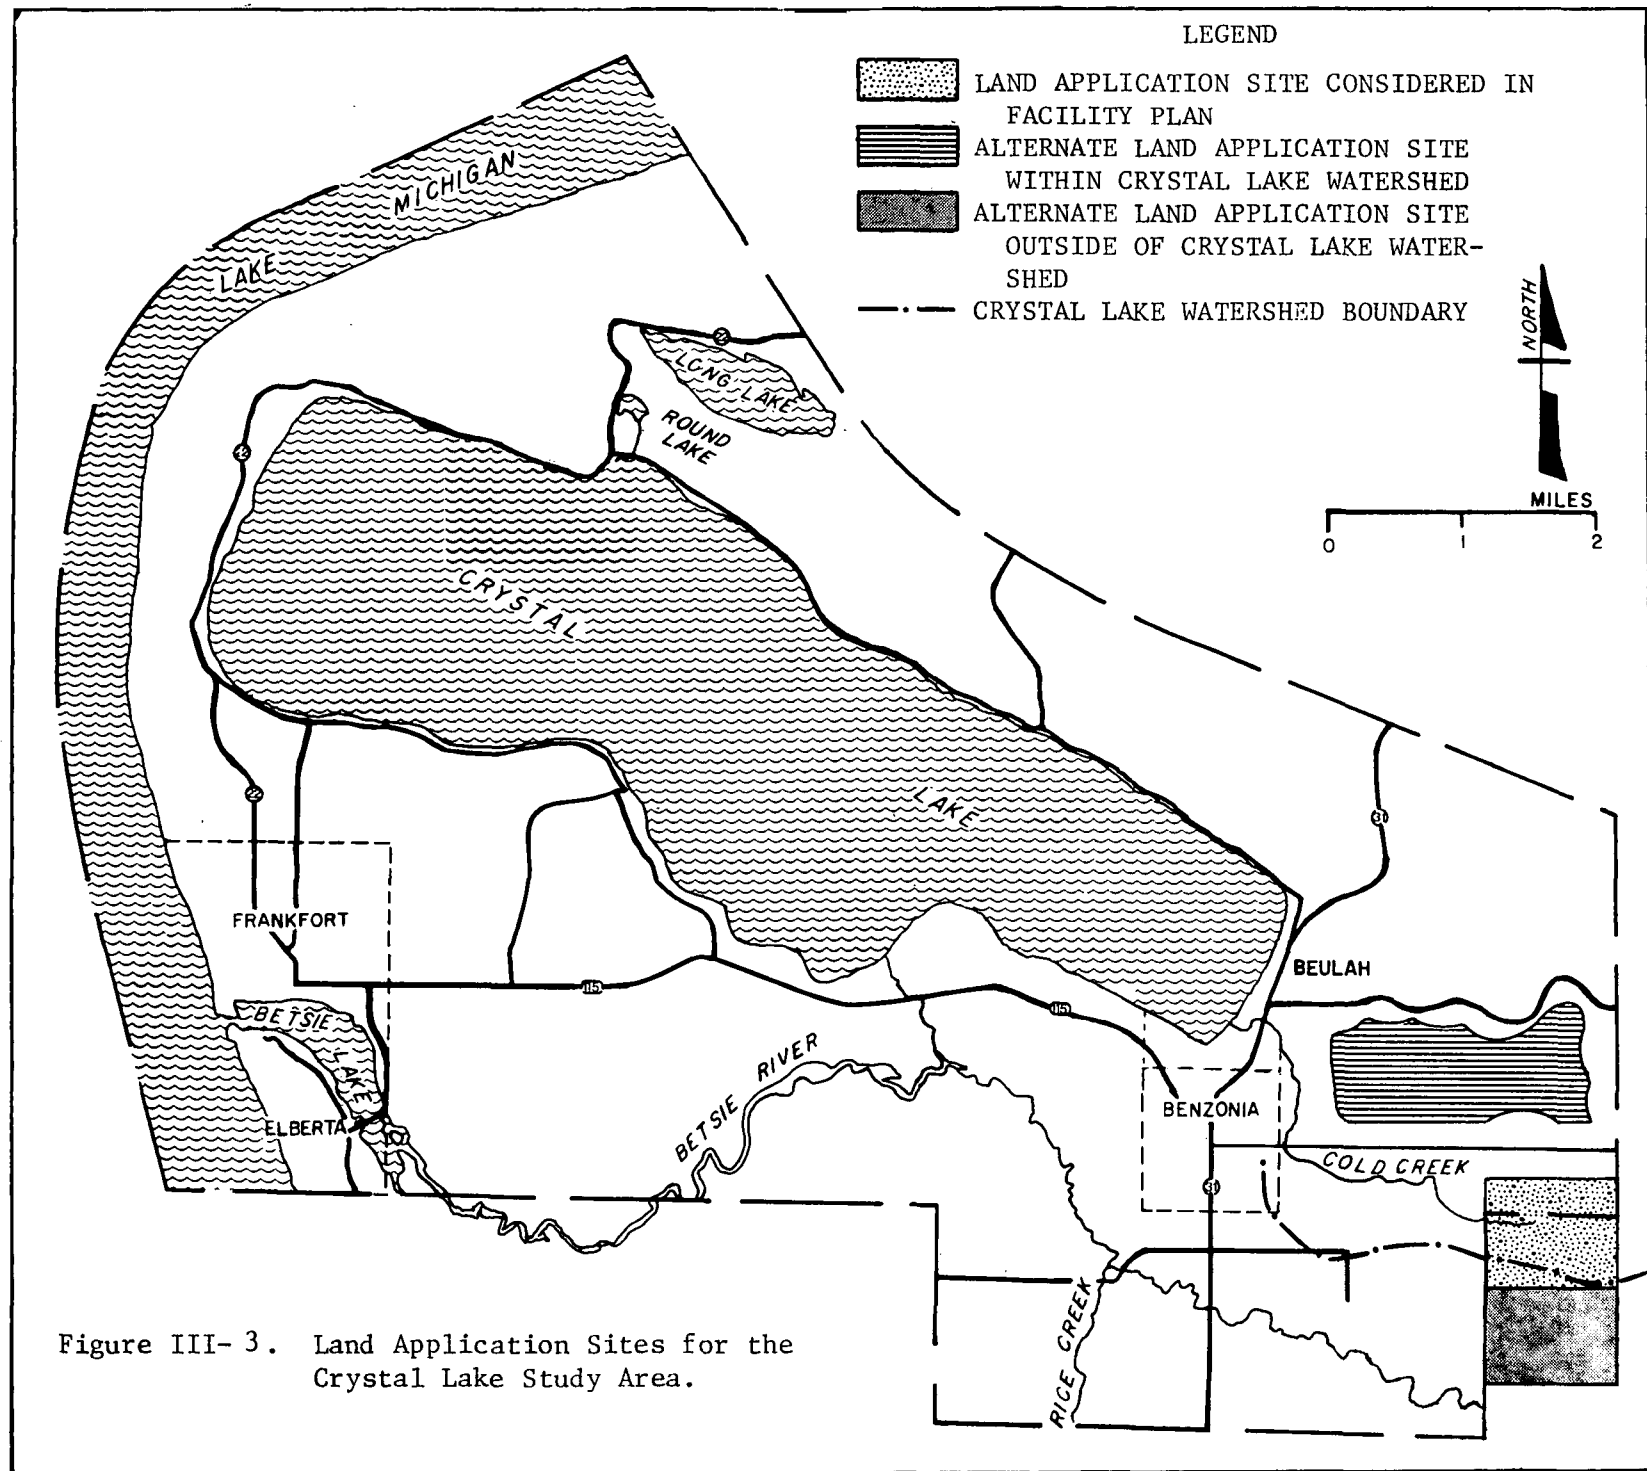 LEGEND
LAND APPLICATION SITE CONSIDERED IN
FACILITY PLAN
ALTERNATE LAND APPLICATION SITE
WITHIN CRYSTAL LAKE WATERSHED
ALTERNATE LAND APPLICATION SITE
OUTSIDE OF CRYSTAL LAKE WATER-
SHED
CRYSTAL LAKE WATERSHED BOUNDARY
NORTH
MILES
0 1 2
LAKE MICHIGAN
22
LONG LAKE
ROUND
LAKE
22
CRYSTAL LAKE
22
31
FRANKFORT
BEULAH
115
115
BETSIE LAKE
BETSIE RIVER
ELBERTA
BENZONIA
COLD CREEK
31
RICE CREEK
Figure III-3. Land Application Sites for the
Crystal Lake Study Area.